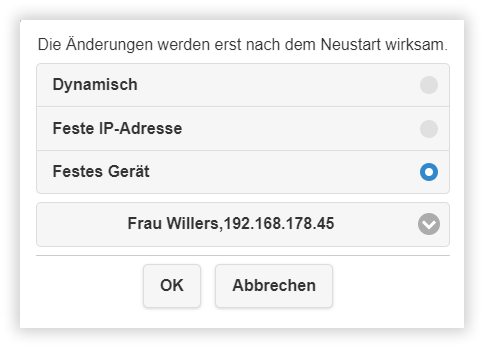 Die Änderungen werden erst nach dem Neustart wirksam.
Dynamisch
Feste IP-Adresse
Festes Gerät
Frau Willers,192.168.178.45
OK Abbrechen